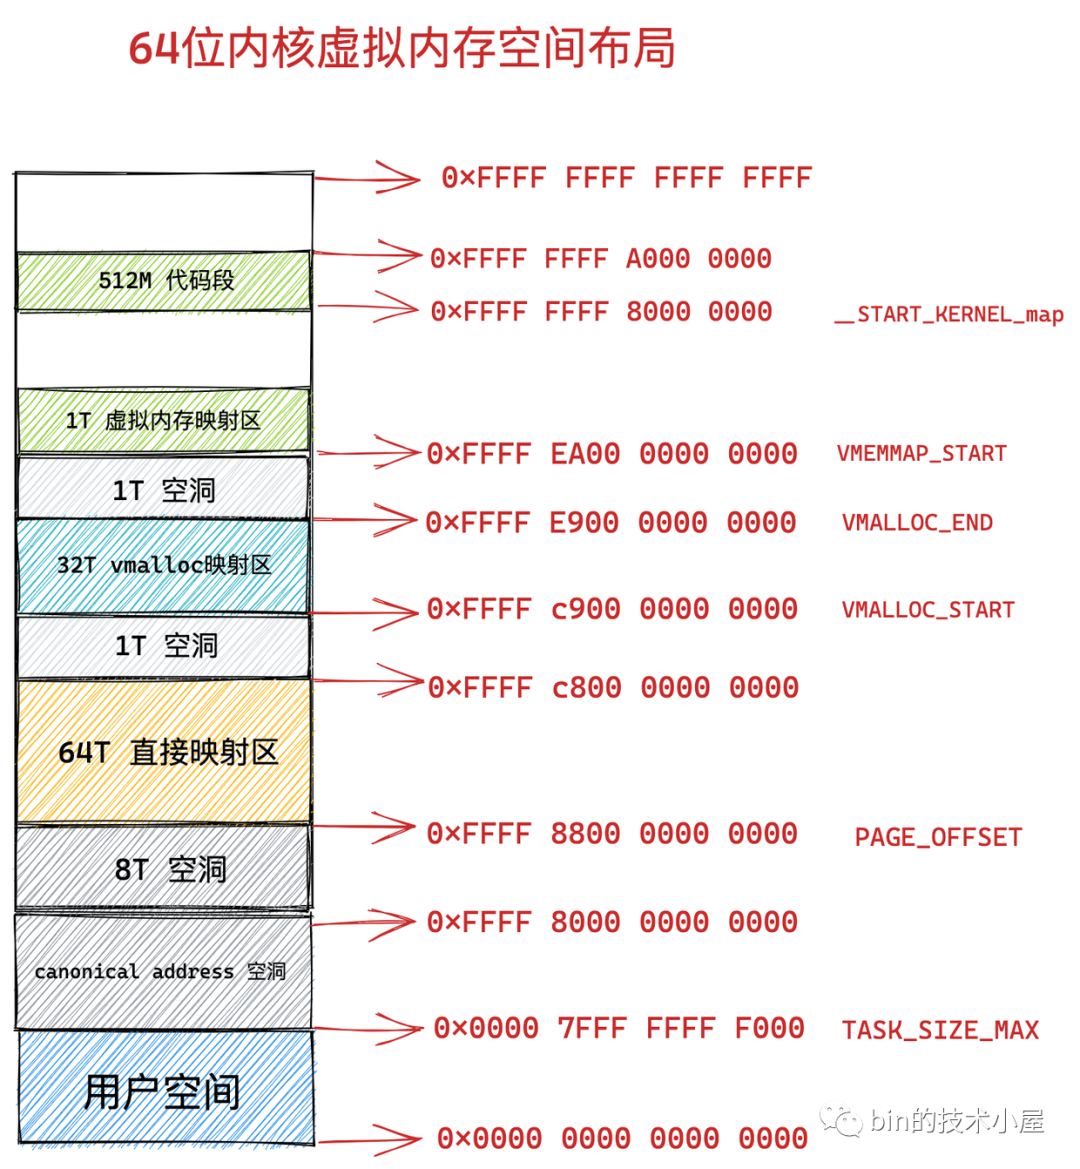 64位内核虚拟内存空间布局
0×FFFF FFFF FFFF FFFF
0×FFFF FFFF A000 0000
512M 代码段
0×FFFF FFFF 8000 0000 __START_KERNEL_map
1T 虚拟内存映射区
0×FFFF EA00 0000 0000 VMEMMAP_START
1T 空洞
0×FFFF E900 0000 0000 VMALLOC_END
32T vmalloc映射区
0×FFFF c900 0000 0000 VMALLOC_START
1T 空洞
0×FFFF c800 0000 0000
64T 直接映射区
0×FFFF 8800 0000 0000 PAGE_OFFSET
8T 空洞
0×FFFF 8000 0000 0000
canonical address 空洞
0×0000 7FFF FFFF F000 TASK_SIZE_MAX
用户空间
bin的技术小屋
0×0000 0000 0000 0000